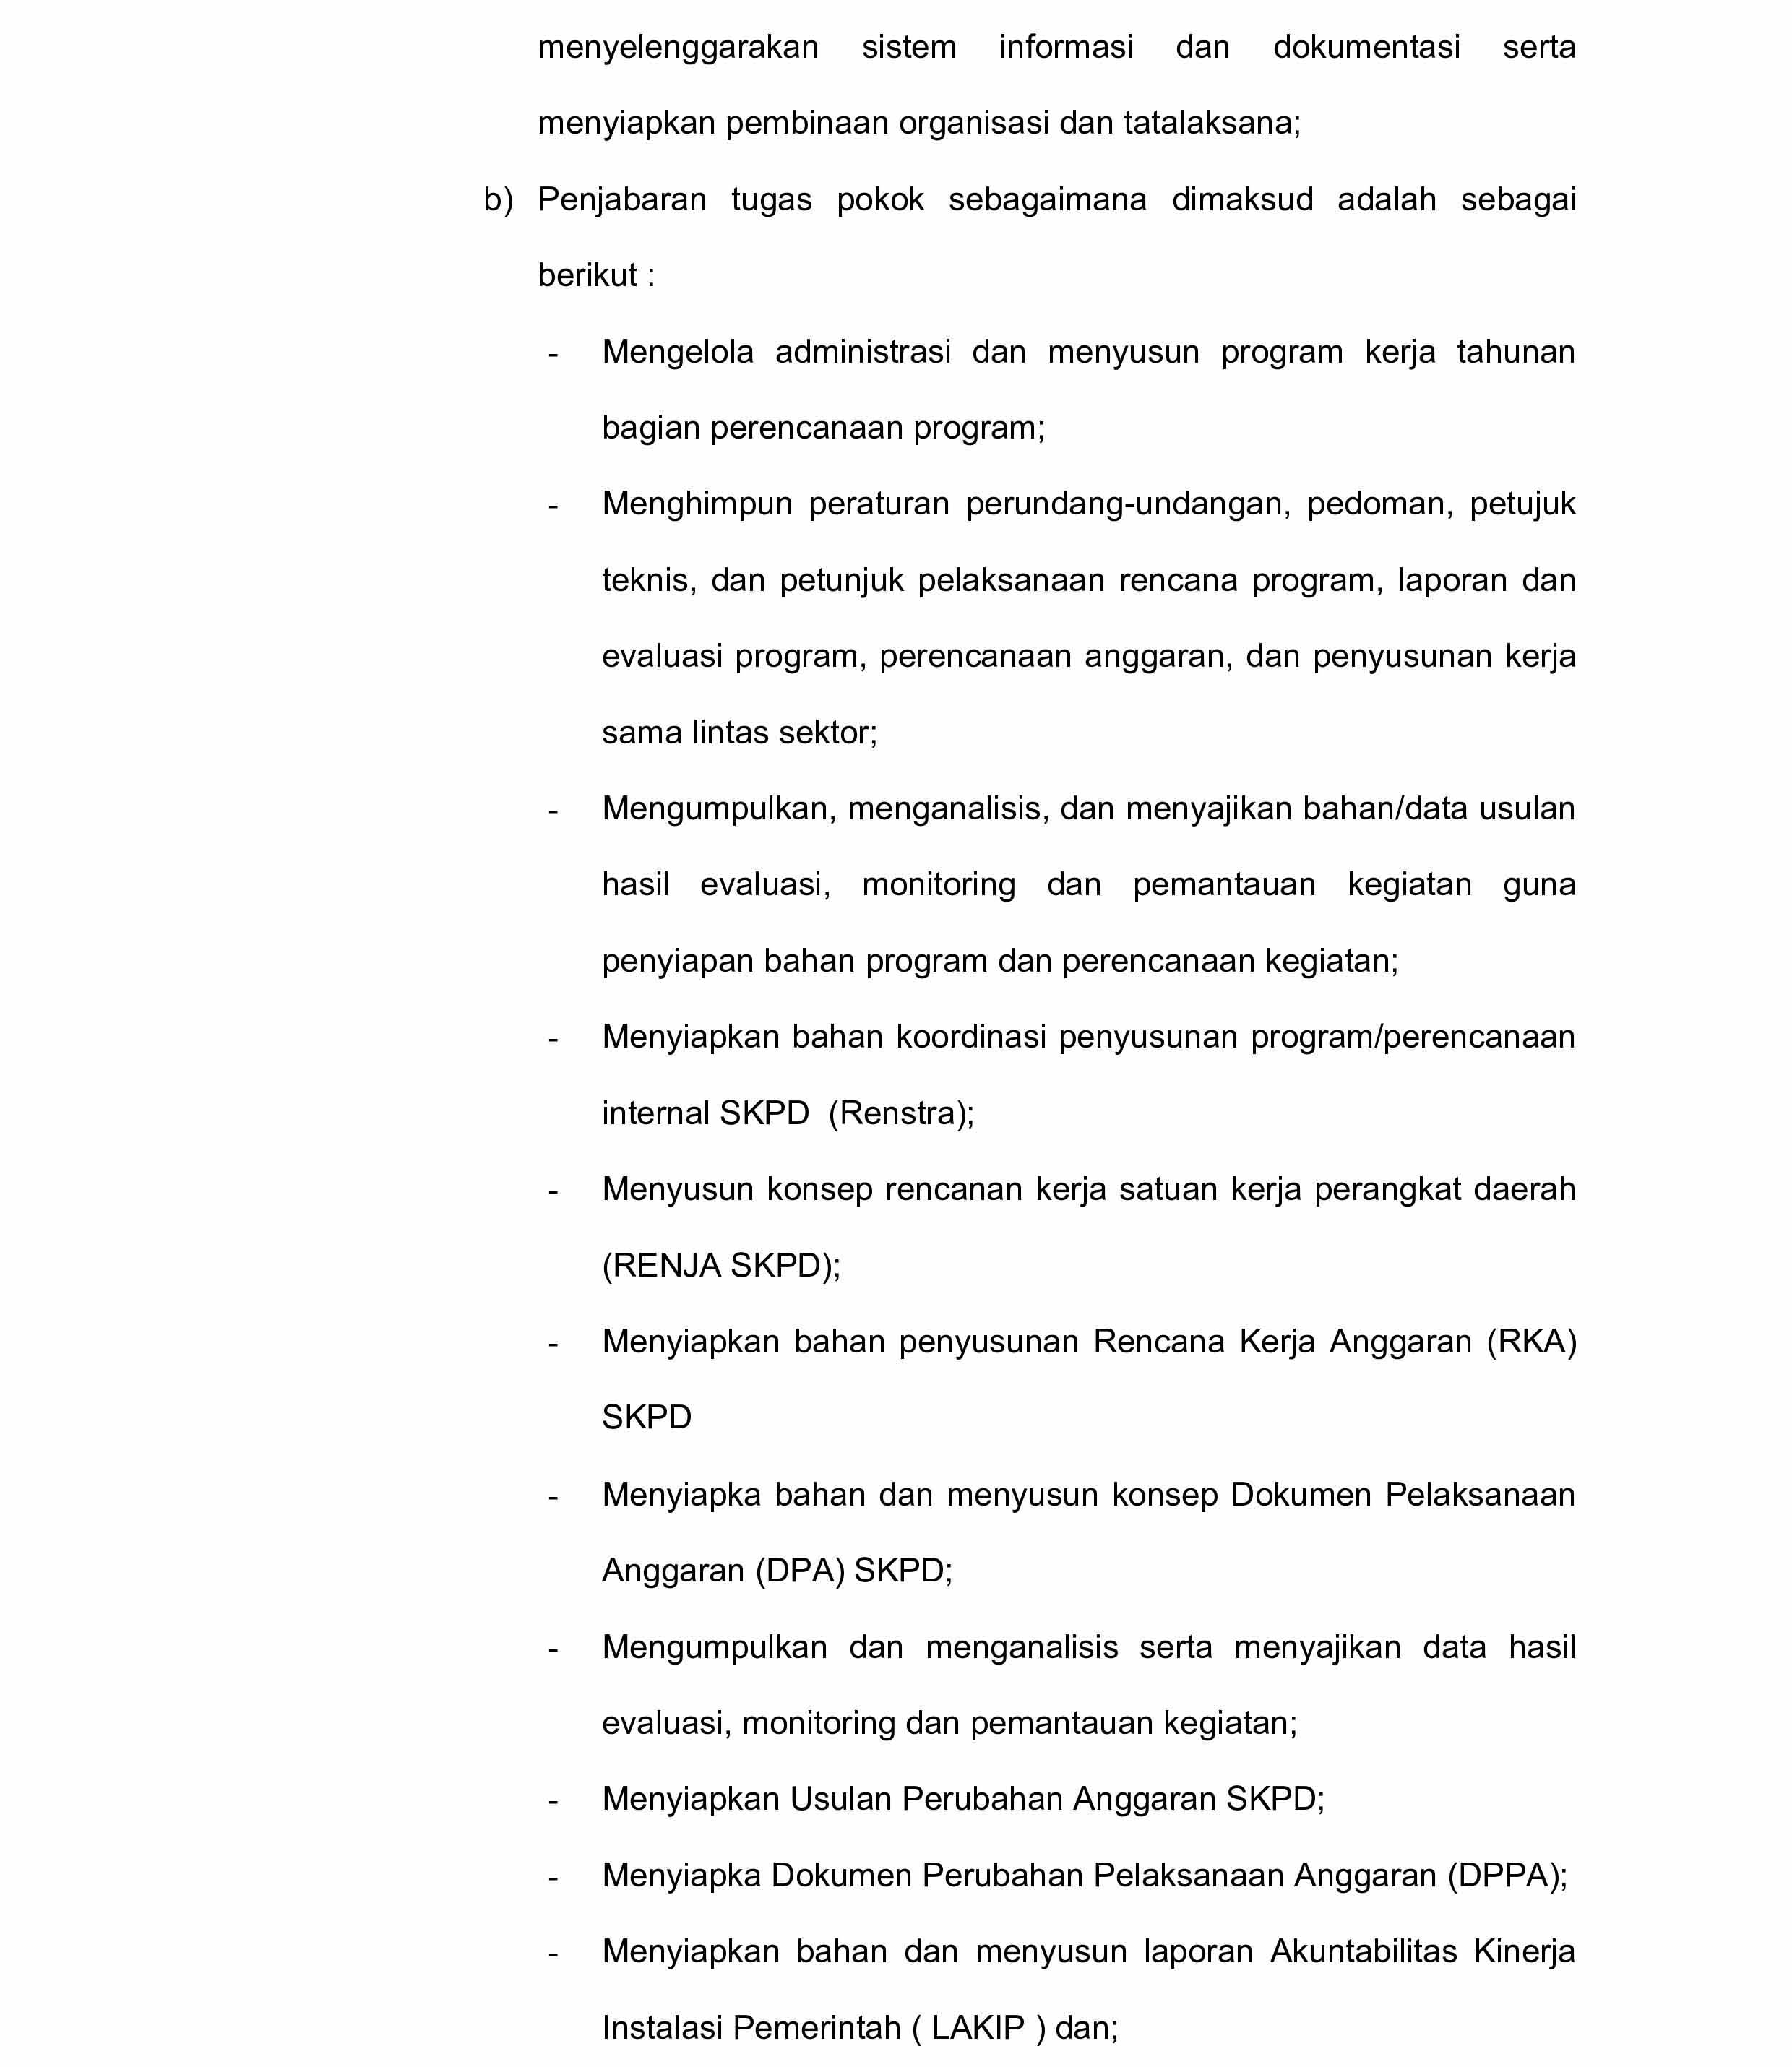 menyelenggarakan sistem informasi dan dokumentasi serta
menyiapkan pembinaan organisasi dan tatalaksana;
b) Penjabaran tugas pokok sebagaimana dimaksud adalah sebagai
berikut :
- Mengelola administrasi dan menyusun program kerja tahunan
bagian perencanaan program;
- Menghimpun peraturan perundang-undangan, pedoman, petujuk
teknis, dan petunjuk pelaksanaan rencana program, laporan dan
evaluasi program, perencanaan anggaran, dan penyusunan kerja
sama lintas sektor;
- Mengumpulkan, menganalisis, dan menyajikan bahan/data usulan
hasil evaluasi, monitoring dan pemantauan kegiatan guna
penyiapan bahan program dan perencanaan kegiatan;
- Menyiapkan bahan koordinasi penyusunan program/perencanaan
internal SKPD  (Renstra);
- Menyusun konsep rencanan kerja satuan kerja perangkat daerah
(RENJA SKPD);
- Menyiapkan bahan penyusunan Rencana Kerja Anggaran (RKA)
SKPD
- Menyiapka bahan dan menyusun konsep Dokumen Pelaksanaan
Anggaran (DPA) SKPD;
- Mengumpulkan dan menganalisis serta menyajikan data hasil
evaluasi, monitoring dan pemantauan kegiatan;
- Menyiapkan Usulan Perubahan Anggaran SKPD;
- Menyiapka Dokumen Perubahan Pelaksanaan Anggaran (DPPA);
- Menyiapkan bahan dan menyusun laporan Akuntabilitas Kinerja
Instalasi Pemerintah ( LAKIP ) dan;